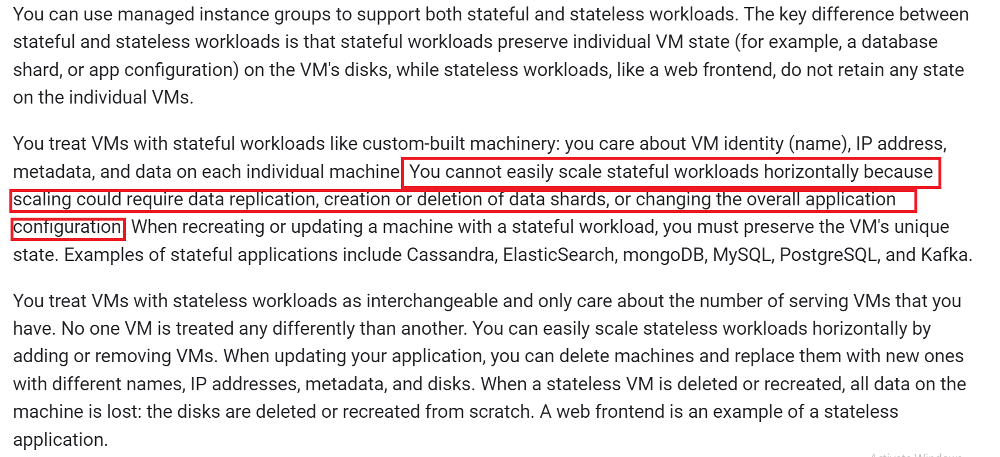 You can use managed instance groups to support both stateful and stateless workloads. The key difference between
stateful and stateless workloads is that stateful workloads preserve individual VM state (for example, a database
shard, or app configuration) on the VM's disks, while stateless workloads, like a web frontend, do not retain any state
on the individual VMs.
You treat VMs with stateful workloads like custom-built machinery: you care about VM identity (name), IP address,
metadata, and data on each individual machine. You cannot easily scale stateful workloads horizontally because
scaling could require data replication, creation or deletion of data shards, or changing the overall application
configuration. When recreating or updating a machine with a stateful workload, you must preserve the VM's unique
state. Examples of stateful applications include Cassandra, ElasticSearch, mongoDB, MySQL, PostgreSQL, and Kafka.
You treat VMs with stateless workloads as interchangeable and only care about the number of serving VMs that you
have. No one VM is treated any differently than another. You can easily scale stateless workloads horizontally by
adding or removing VMs. When updating your application, you can delete machines and replace them with new ones
with different names, IP addresses, metadata, and disks. When a stateless VM is deleted or recreated, all data on the
machine is lost: the disks are deleted or recreated from scratch. A web frontend is an example of a stateless
application.
Activate Windows